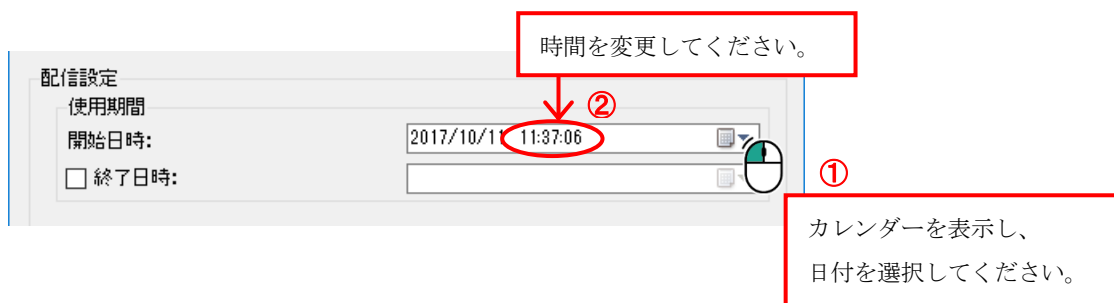 時間を変更してください。
配信設定
使用期間
②
開始日時: 2017/10/11 11:37:06
終了日時:
①
カレンダーを表示し、
日付を選択してください。